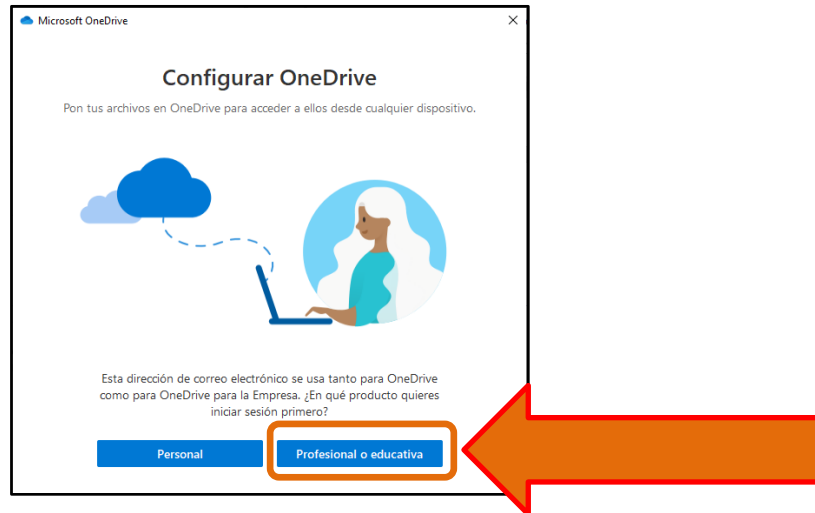 Microsoft OneDrive
Configurar OneDrive
Pon tus archivos en OneDrive para acceder a ellos desde cualquier dispositivo.
Esta dirección de correo electrónico se usa tanto para OneDrive
como para OneDrive para la Empresa. ¿En qué producto quieres
iniciar sesión primero?
Personal
Profesional o educativa